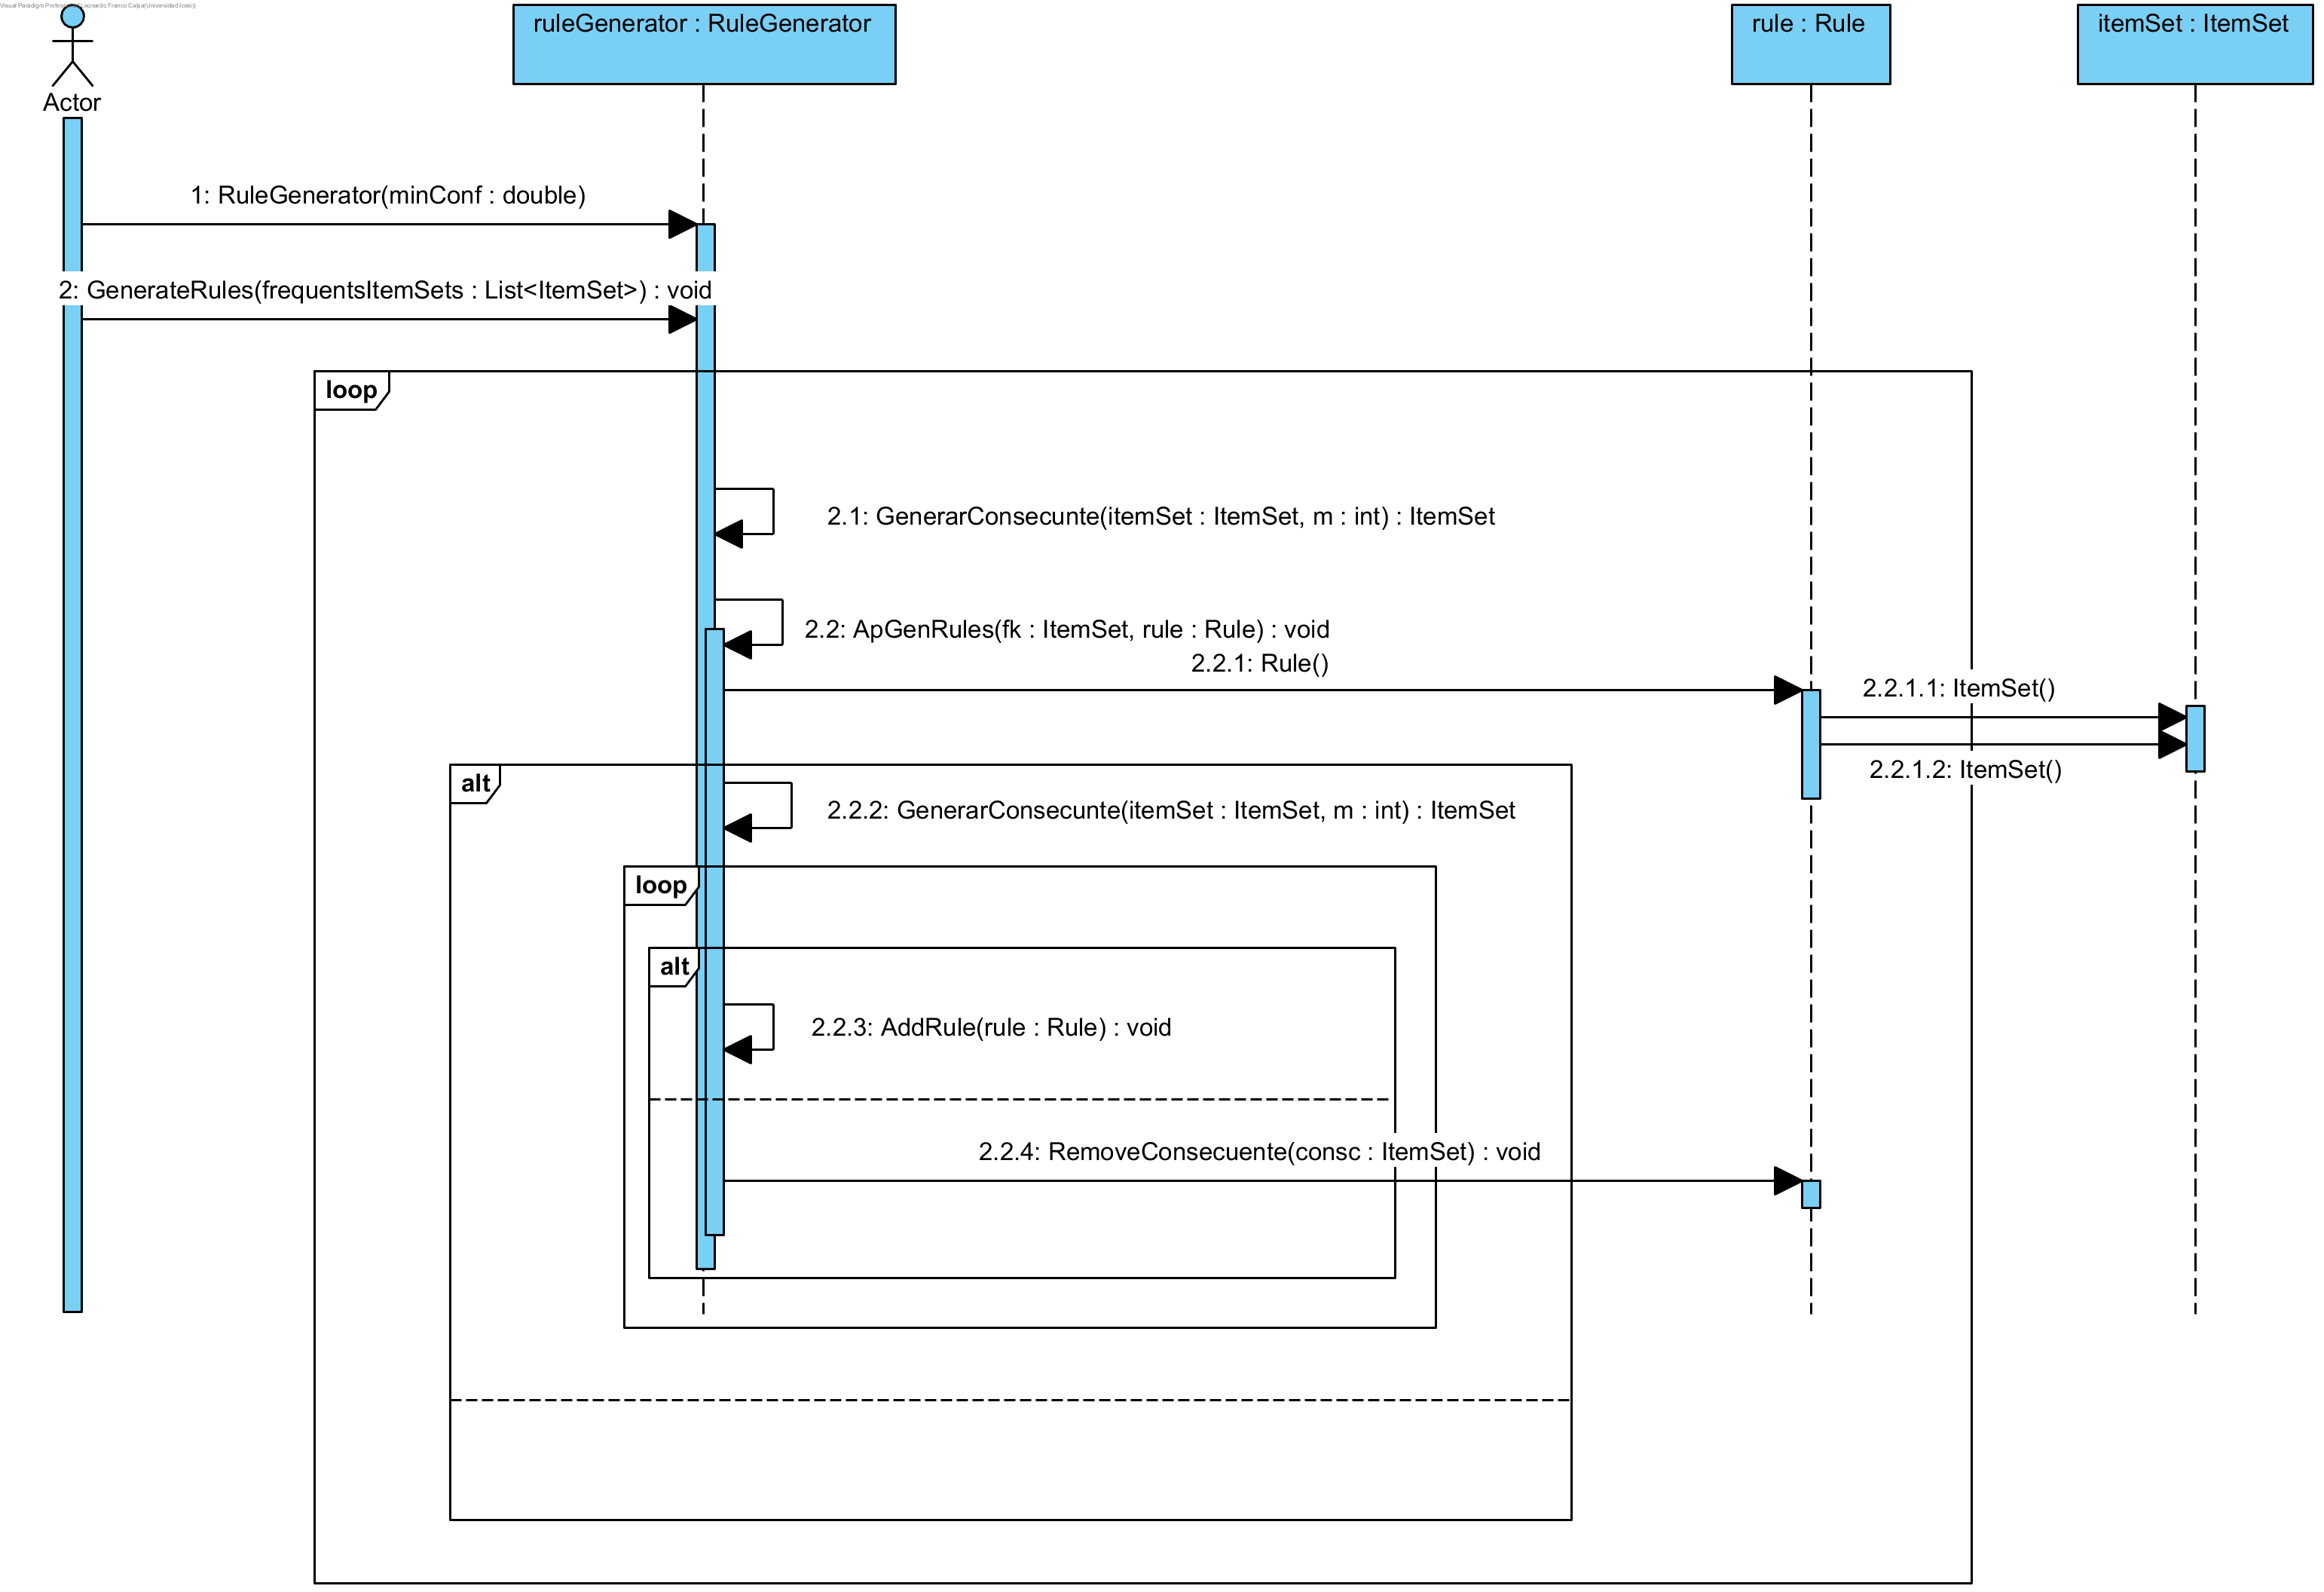 Visual Paradigm Professional(Leonardo Franco Calpa(Universidad Icesi))
ruleGenerator : RuleGenerator
rule : Rule
itemSet : ItemSet
Actor
1: RuleGenerator(minConf : double)
2: GenerateRules(frequentsItemSets : List<ItemSet>) : void
loop
2.1: GenerarConsecunte(itemSet : ItemSet, m : int) : ItemSet
2.2: ApGenRules(fk : ItemSet, rule : Rule) : void
2.2.1: Rule()
2.2.1.1: ItemSet()
2.2.1.2: ItemSet()
alt
2.2.2: GenerarConsecunte(itemSet : ItemSet, m : int) : ItemSet
loop
alt
2.2.3: AddRule(rule : Rule) : void
2.2.4: RemoveConsecuente(consc : ItemSet) : void